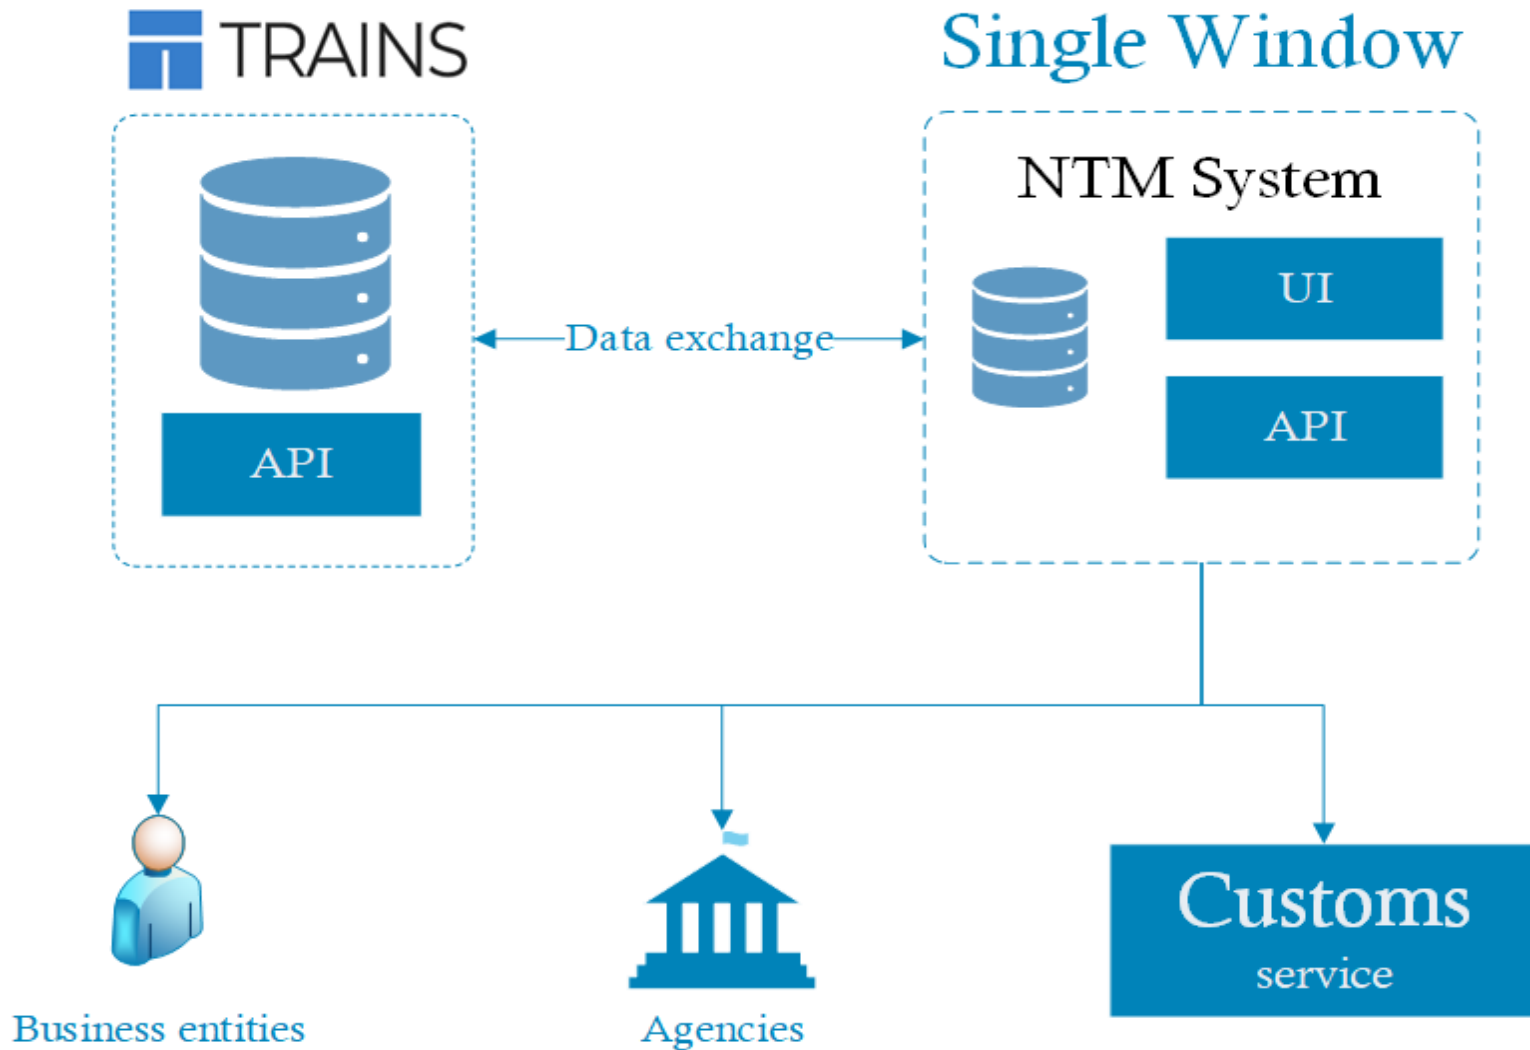 TRAINS
Single Window
NTM System
UI
Data exchange
API
API
Customs
service
Business entities
Agencies